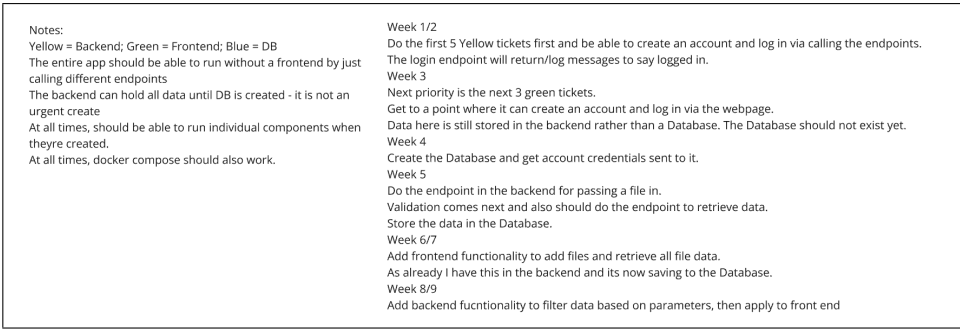 Notes:
Yellow = Backend; Green = Frontend; Blue = DB
The entire app should be able to run without a frontend by just
calling different endpoints
The backend can hold all data until DB is created - it is not an
urgent create
At all times, should be able to run individual components when
theyre created.
At all times, docker compose should also work.
Week 1/2
Do the first 5 Yellow tickets first and be able to create an account and log in via calling the endpoints.
The login endpoint will return/log messages to say logged in.
Week 3
Next priority is the next 3 green tickets.
Get to a point where it can create an account and log in via the webpage.
Data here is still stored in the backend rather than a Database. The Database should not exist yet.
Week 4
Create the Database and get account credentials sent to it.
Week 5
Do the endpoint in the backend for passing a file in.
Validation comes next and also should do the endpoint to retrieve data.
Store the data in the Database.
Week 6/7
Add frontend functionality to add files and retrieve all file data.
As already I have this in the backend and its now saving to the Database.
Week 8/9
Add backend fucntionality to filter data based on parameters, then apply to front end